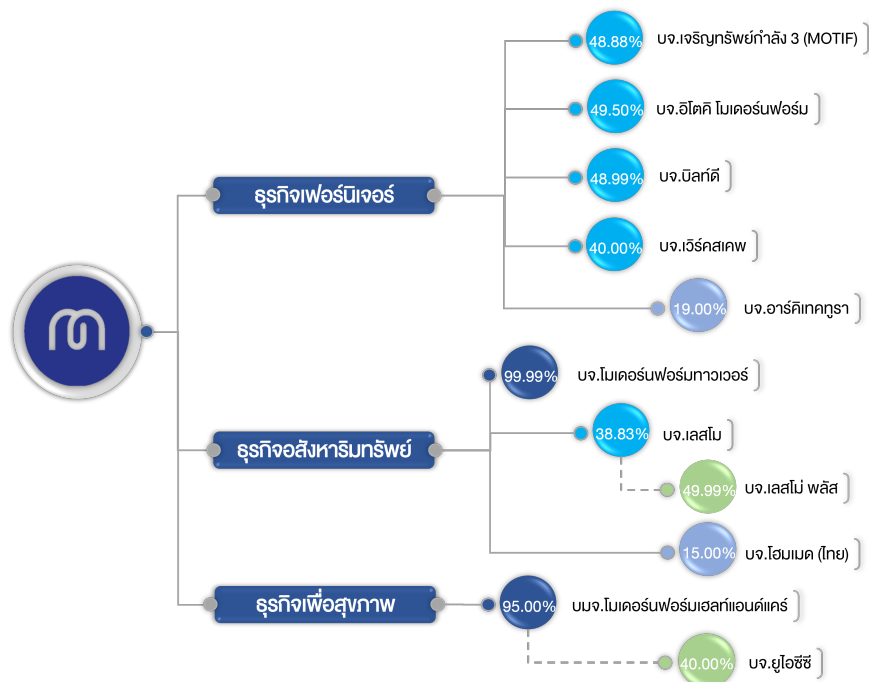 48.88% บจ.เจริญทรัพย์กำลัง 3 (MOTIF)
49.50% บจ.อิโตคิ โมเดอร์นฟอร์ม
48.99% บจ.บิลท์ดี
ธุรกิจเฟอร์นิเจอร์
40.00% บจ.เวิร์คสเคพ
19.00% บจ.อาร์คิเทคทูรา
99.99% บจ.โมเดอร์นฟอร์มทาวเวอร์
38.83% บจ.เลสโม
ธุรกิจอสังหาริมทรัพย์
49.99% บจ.เลสโม่ พลัส
15.00% บจ.โฮมเมด (ไทย)
ธุรกิจเพื่อสุขภาพ
95.00% บมจ.โมเดอร์นฟอร์มเฮลท์แอนด์แคร์
40.00% บจ.ยูไอซีซี